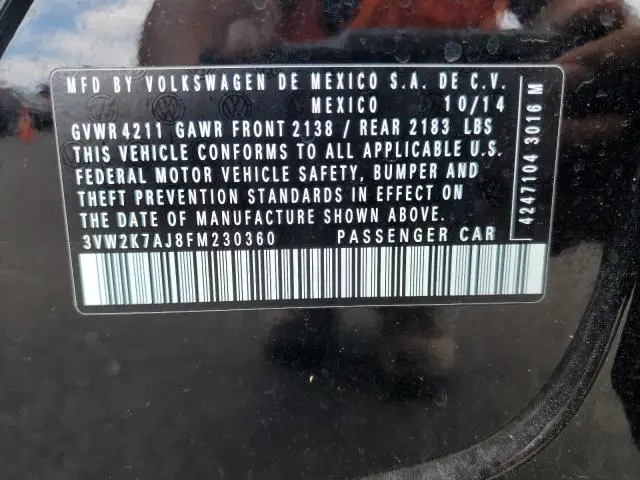 MFD BY VOLKSWAGEN DE MEXICO S.A. DE C.V.
MEXICO 10/14
GVWR 4211 GAWR FRONT 2138 / REAR 2183 LBS
THIS VEHICLE CONFORMS TO ALL APPLICABLE U.S.
FEDERAL MOTOR VEHICLE SAFETY, BUMPER AND
THEFT PREVENTION STANDARDS IN EFFECT ON
THE DATE OF MANUFACTURE SHOWN ABOVE.
3VW2K7AJ8FM230360 PASSENGER CAR
4247104 3016 M